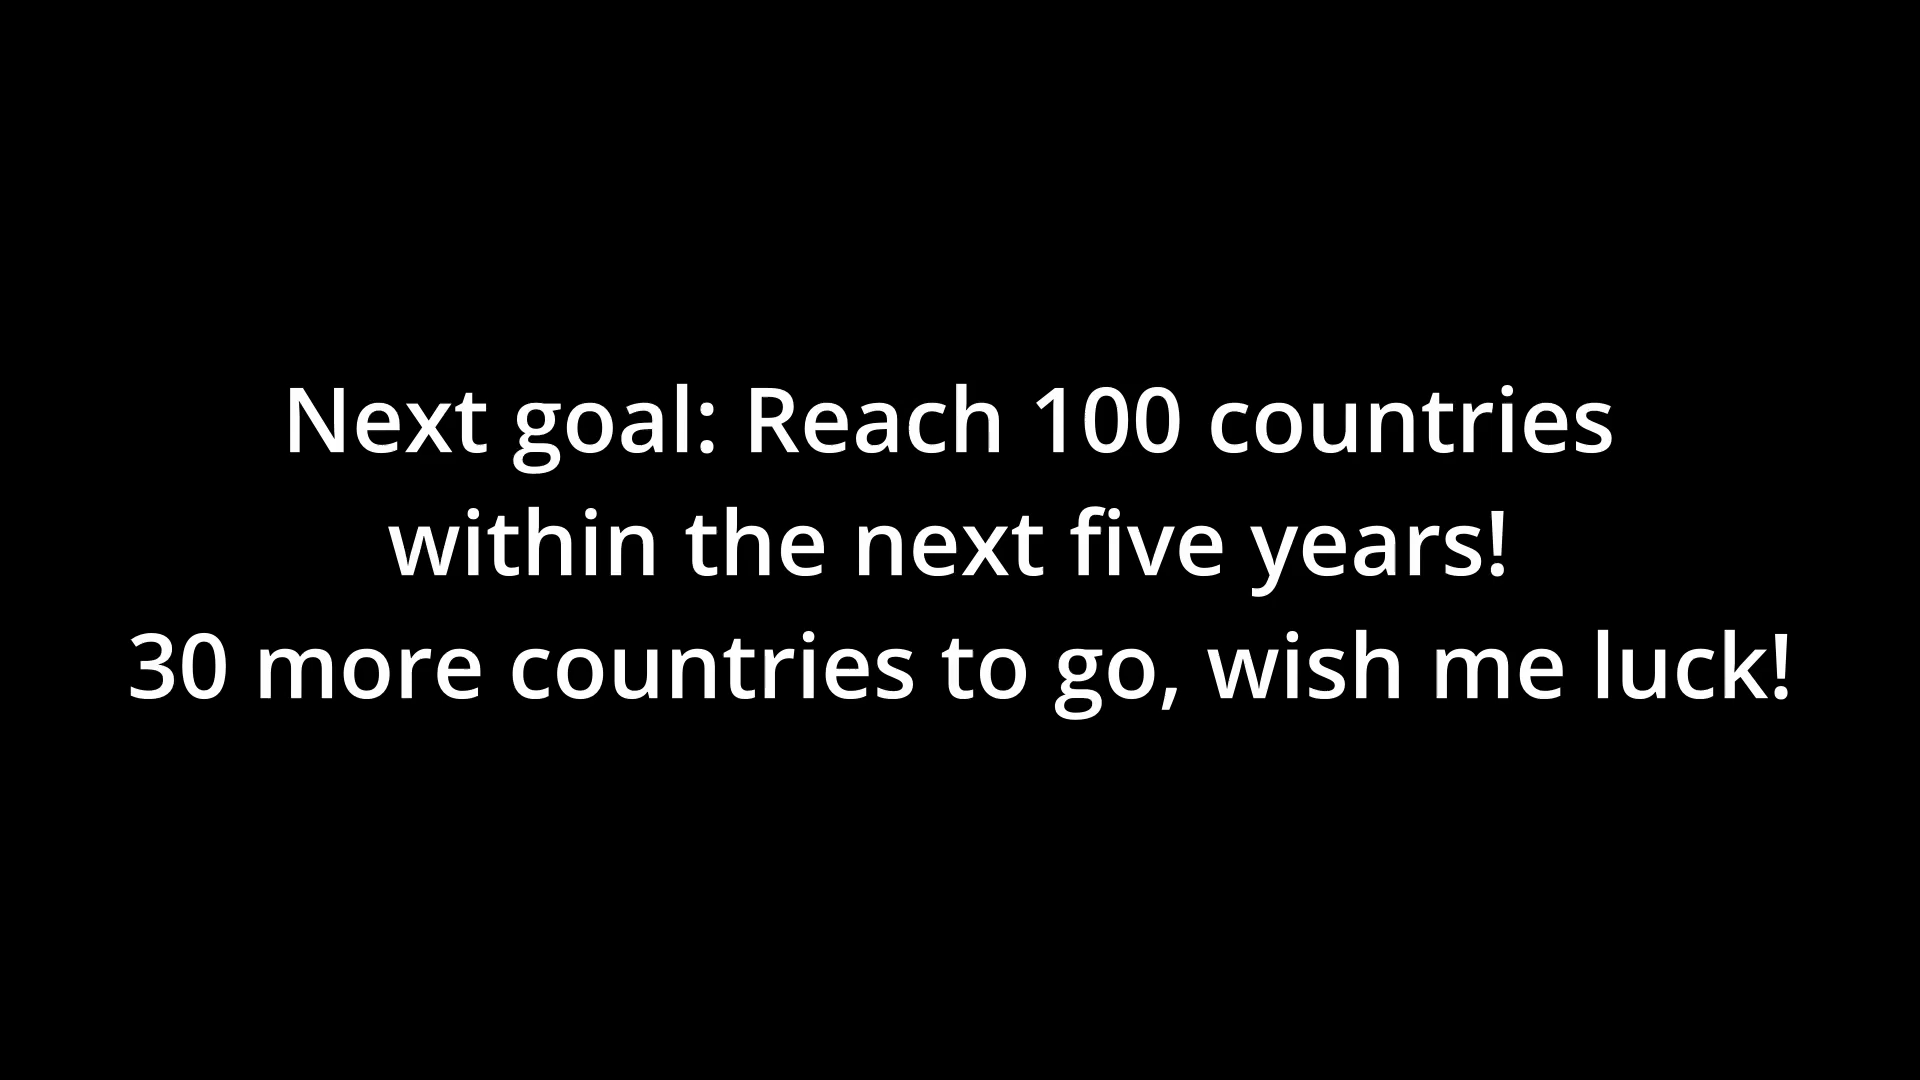 Next goal: Reach 100 countries
within the next five years!
30 more countries to go, wish me luck!